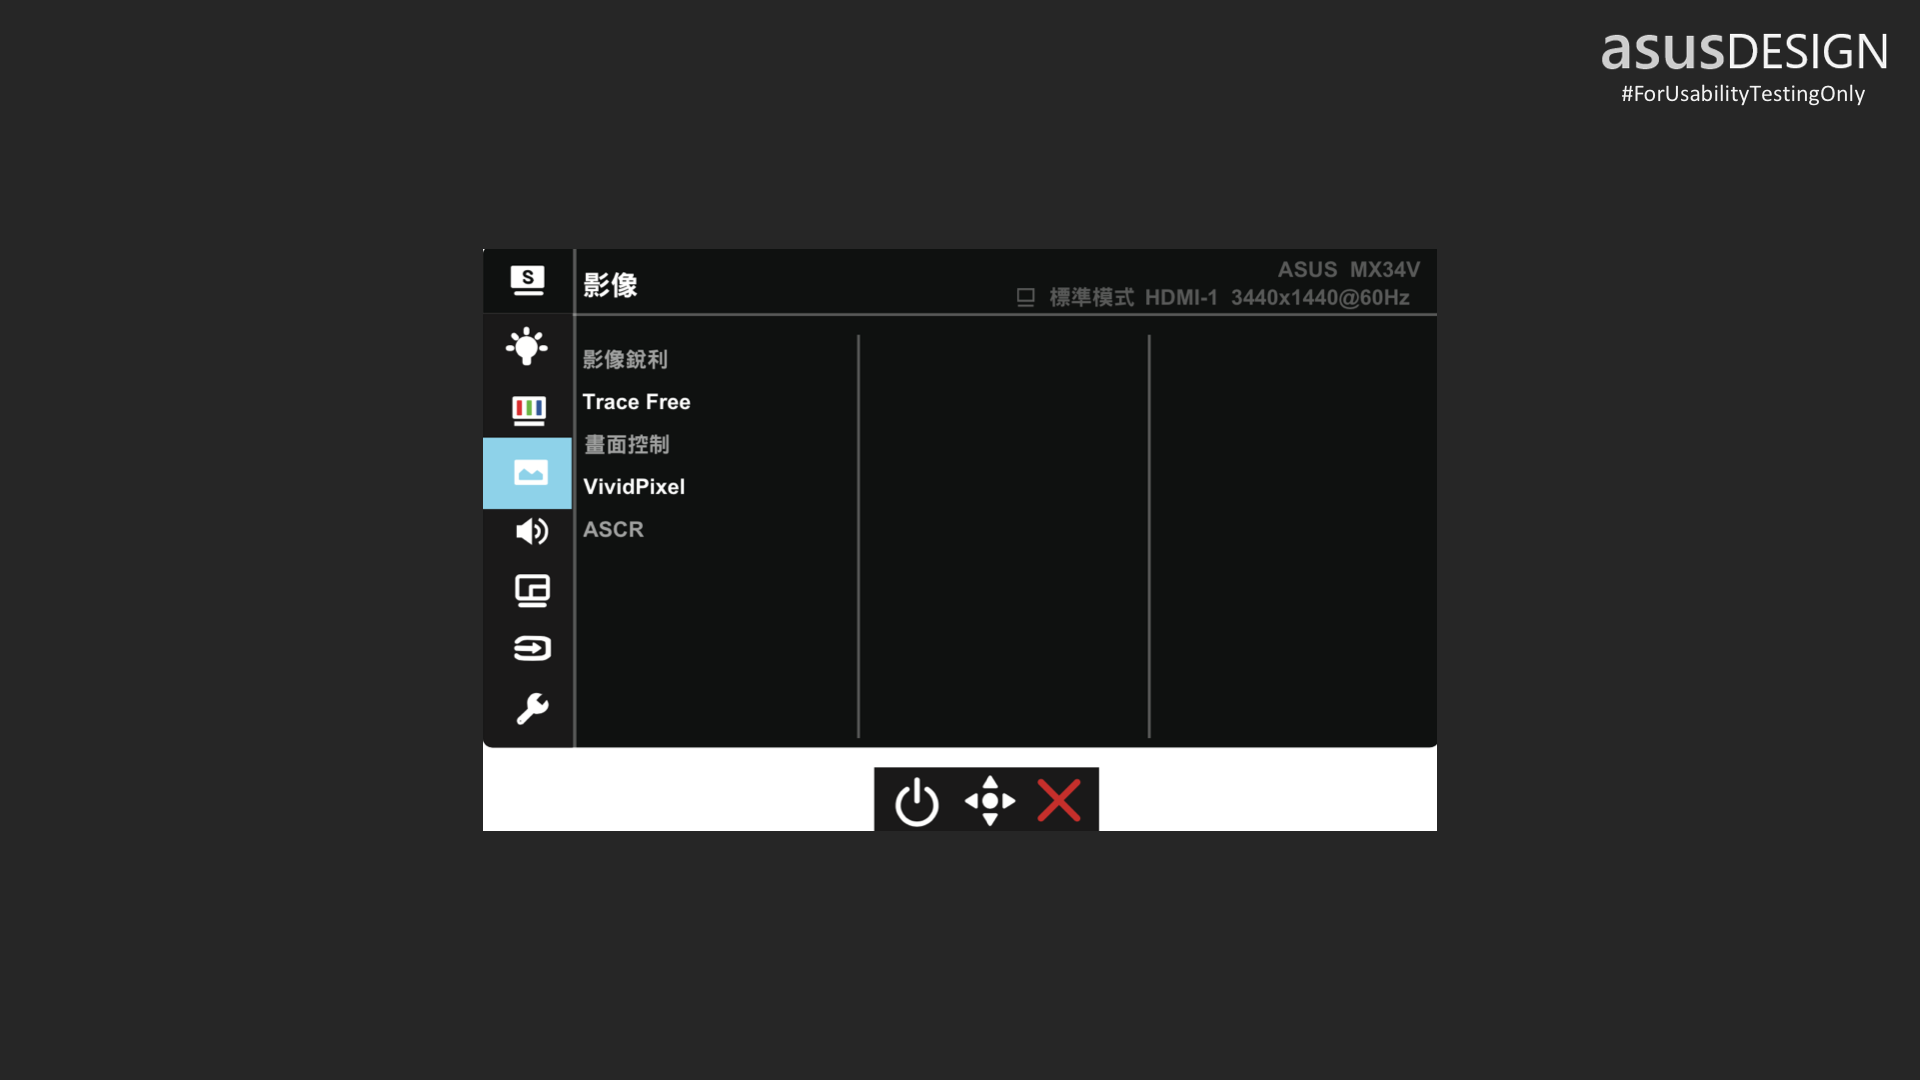 asusDESIGN
#ForUsabilityTestingOnly
S
影像
ASUS MX34V
標準模式 HDMI-1 3440x1440@60Hz
影像銳利
Trace Free
畫面控制
VividPixel
ASCR